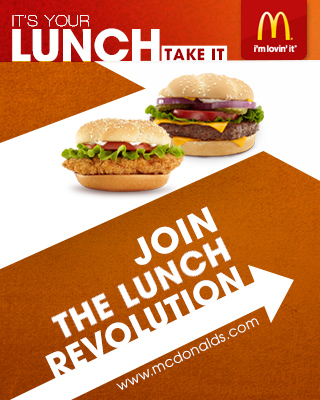 IT'S YOUR
LUNCH TAKE IT
i'm lovin' it®
JOIN
THE LUNCH
REVOLUTION
www.mcdonalds.com